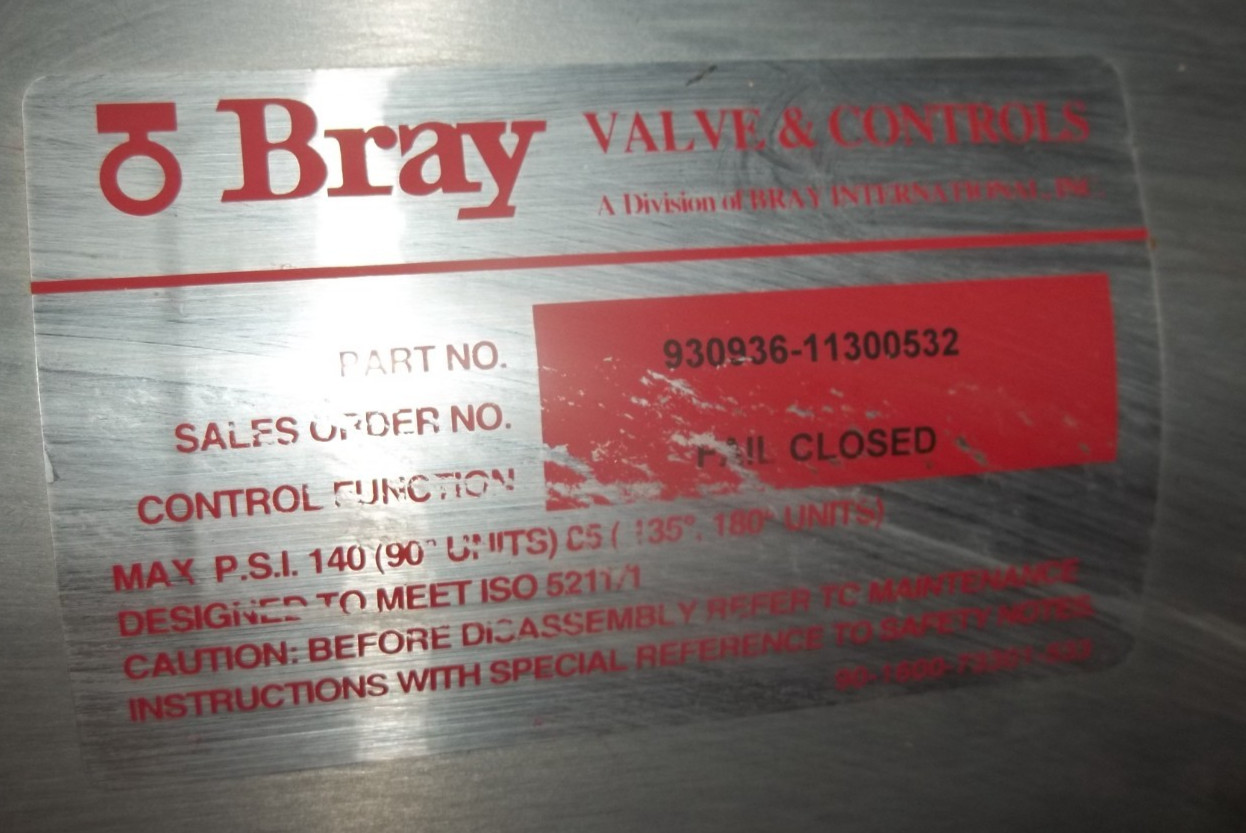 Bray VALVE & CONTROLS
A Division of BRAY INTERNATIONAL, INC.
PART NO. 930936-11300532
SALES ORDER NO.
CONTROL FUNCTION FAIL CLOSED
MAX P.S.I. 140 (90° UNITS) (135°, 180° UNITS)
DESIGNED TO MEET ISO 5211/1
CAUTION: BEFORE DISASSEMBLY REFER TO MAINTENANCE
INSTRUCTIONS WITH SPECIAL REFERENCE TO SAFETY NOTES